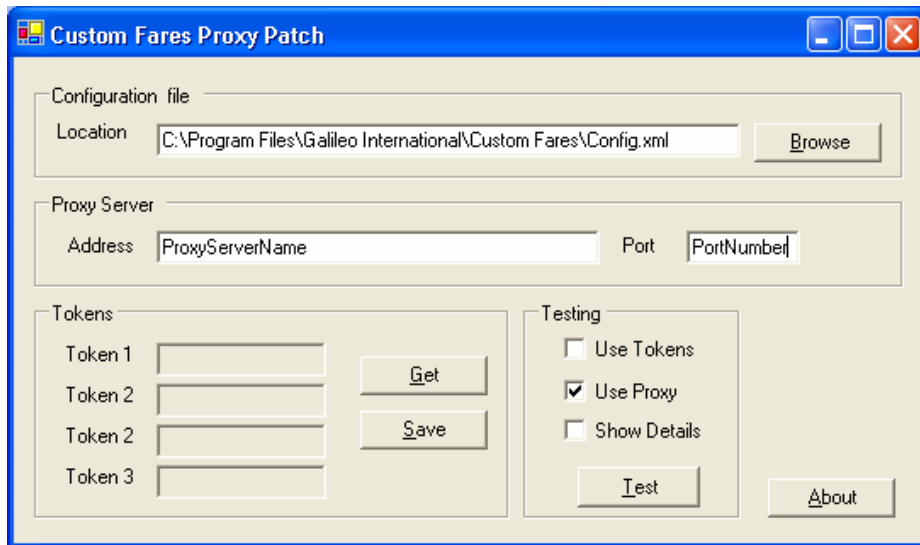 Custom Fares Proxy Patch
Configuration file
Location C:\Program Files\Galileo International\Custom Fares\Config.xml Browse
Proxy Server
Address ProxyServerName Port PortNumber
Tokens
Token 1
Token 2
Token 2
Token 3
Get
Save
Testing
Use Tokens
Use Proxy
Show Details
Test
About